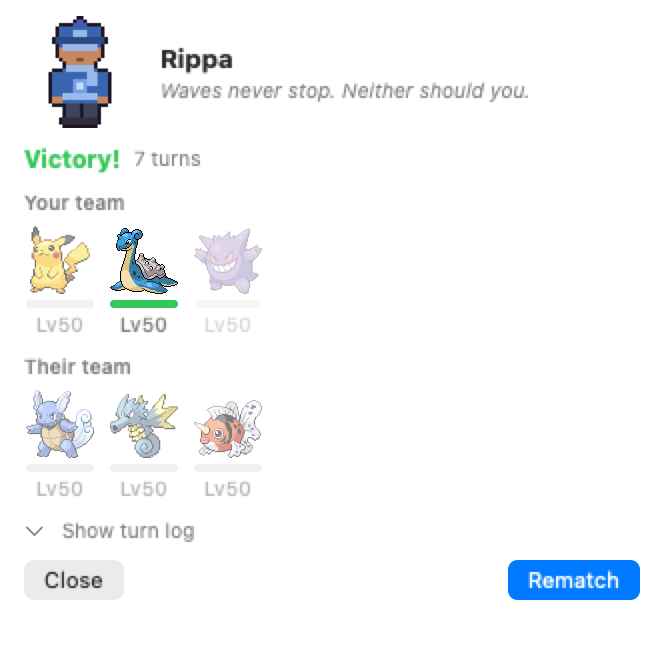 Rippa
Waves never stop. Neither should you.
Victory! 7 turns
Your team
Lv50 Lv50 Lv50
Their team
Lv50 Lv50 Lv50
Show turn log
Close Rematch